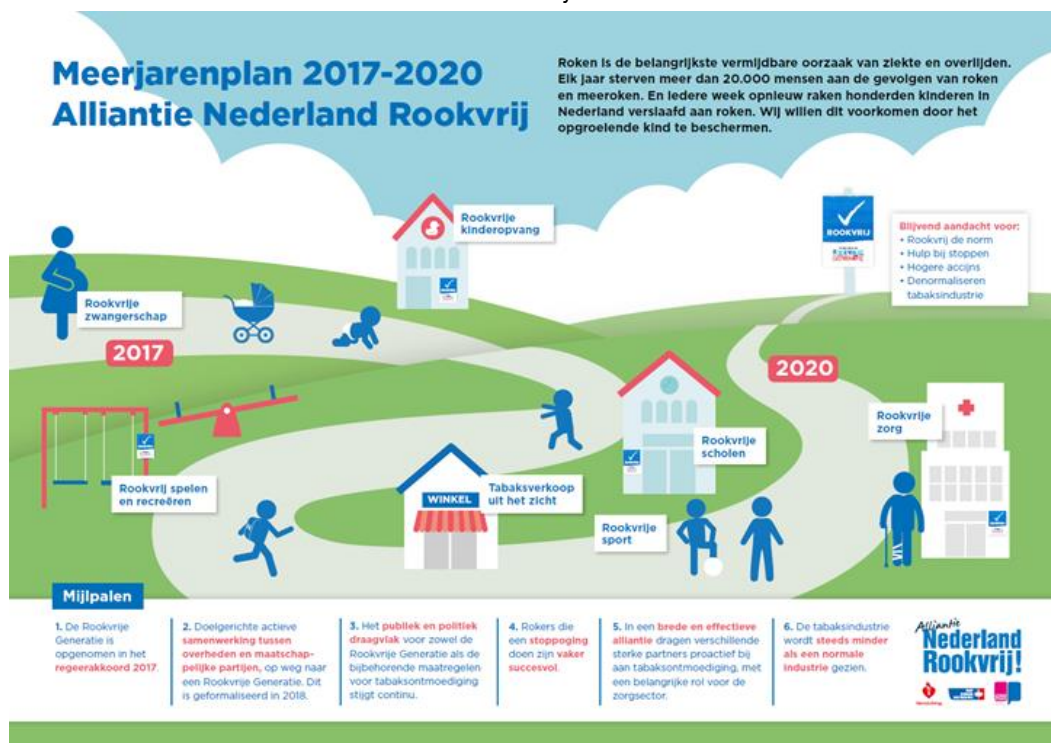 Meerjarenplan 2017-2020
Alliantie Nederland Rookvrij
Roken is de belangrijkste vermijdbare oorzaak van ziekte en overlijden.
Elk jaar sterven meer dan 20.000 mensen aan de gevolgen van roken
en meeroken. En iedere week opnieuw raken honderden kinderen in
Nederland verslaafd aan roken. Wij willen dit voorkomen door het
opgroeiende kind te beschermen.
Rookvrije
kinderopvang
ROOKVRIJ
Blijvend aandacht voor:
• Rookvrij de norm
• Hulp bij stoppen
• Hogere accijns
• Denormaliseren
tabaksindustrie
Rookvrije
zwangerschap
2017
2020
Rookvrije
zorg
Rookvrije
scholen
Rookvrij spelen
en recreëren
Tabaksverkoop
uit het zicht
WINKEL
Rookvrije
sport
Mijlpalen
1. De Rookvrije
Generatie is
opgenomen in het
regeerakkoord 2017.
2. Doelgerichte actieve
samenwerking tussen
overheden en maatschap-
pelijke partijen, op weg naar
een Rookvrije Generatie. Dit
is geformaliseerd in 2018.
3. Het publiek en politiek
draagvlak voor zowel de
Rookvrije Generatie als de
bijbehorende maatregelen
voor tabaksontmoediging
stijgt continu.
4. Rokers die
een stoppoging
doen zijn vaker
succesvol.
5. In een brede en effectieve
alliantie dragen verschillende
sterke partners proactief bij
aan tabaksontmoediging, met
een belangrijke rol voor de
zorgsector.
6. De tabaksindustrie
wordt steeds minder
als een normale
industrie gezien.
Alliantie
Nederland
Rookvrij!